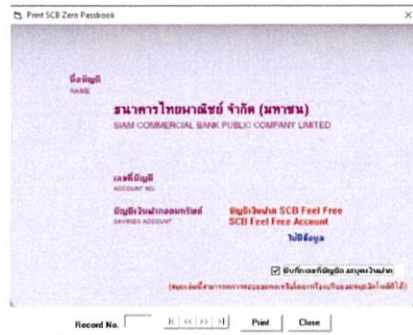 Print SCB Zero Passbook
ชื่อบัญชี
NAME
ธนาคารไทยพาณิชย์ จำกัด (มหาชน)
SIAM COMMERCIAL BANK PUBLIC COMPANY LIMITED
เลขที่บัญชี
ACCOUNT NO.
บัญชีเงินฝากออมทรัพย์ บัญชีเงินฝาก SCB Feel Free
SAVINGS ACCOUNT SCB Feel Free Account
ไม่มีข้อมูล
Record No. |< << >> >| Print Close